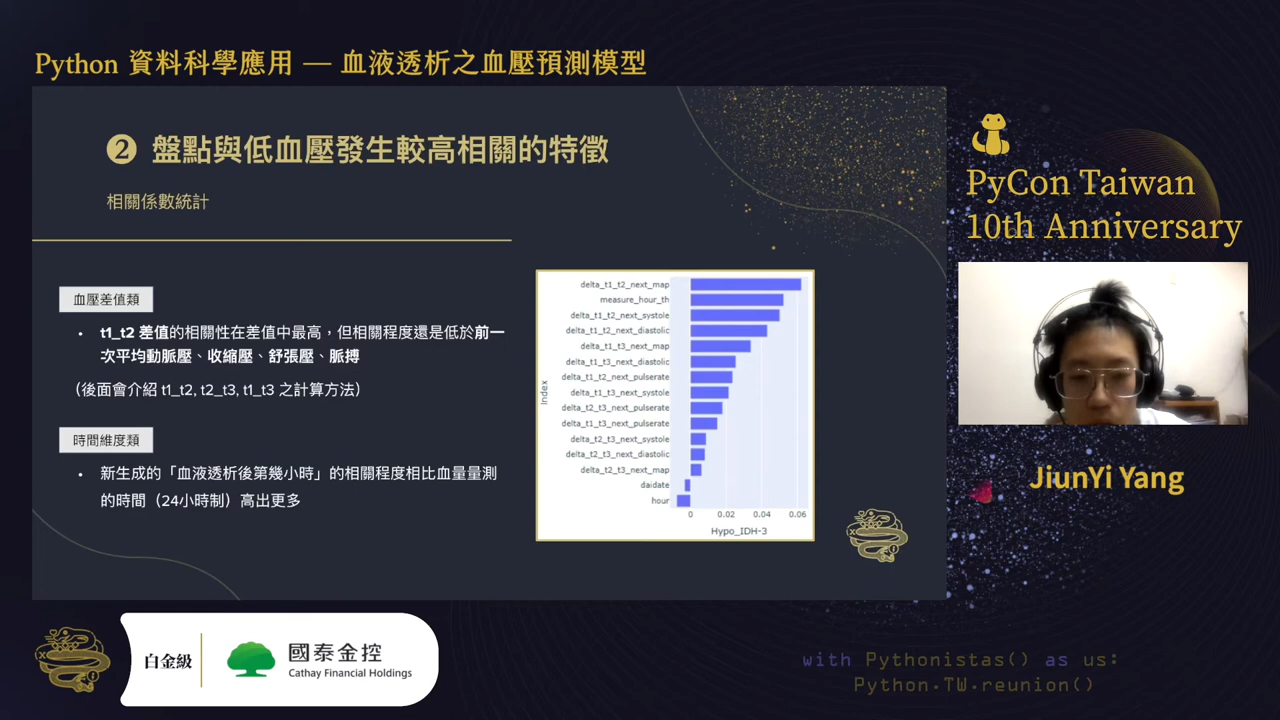 Python 資料科學應用 — 血液透析之血壓預測模型
❷ 盤點與低血壓發生較高相關的特徵
相關係數統計
血壓差值類
• t1_t2 差值的相關性在差值中最高，但相關程度還是低於前一
次平均動脈壓、收縮壓、舒張壓、脈搏
（後面會介紹 t1_t2, t2_t3, t1_t3 之計算方法）
時間維度類
• 新生成的「血液透析後第幾小時」的相關程度相比血量量測
的時間（24小時制）高出更多
Index
delta_t1_t2_next_map
measure_hour_th
delta_t1_t2_next_systole
delta_t1_t2_next_diastolic
delta_t1_t3_next_map
delta_t1_t3_next_diastolic
delta_t1_t2_next_pulserate
delta_t1_t3_next_systole
delta_t2_t3_next_pulserate
delta_t1_t3_next_pulserate
delta_t2_t3_next_systole
delta_t2_t3_next_diastolic
delta_t2_t3_next_map
daidate
hour
0 0.02 0.04 0.06
Hypo_IDH-3
PyCon Taiwan
10th Anniversary
JiunYi Yang
白金級
國泰金控
Cathay Financial Holdings
with Pythonistas() as us:
Python.TW.reunion()